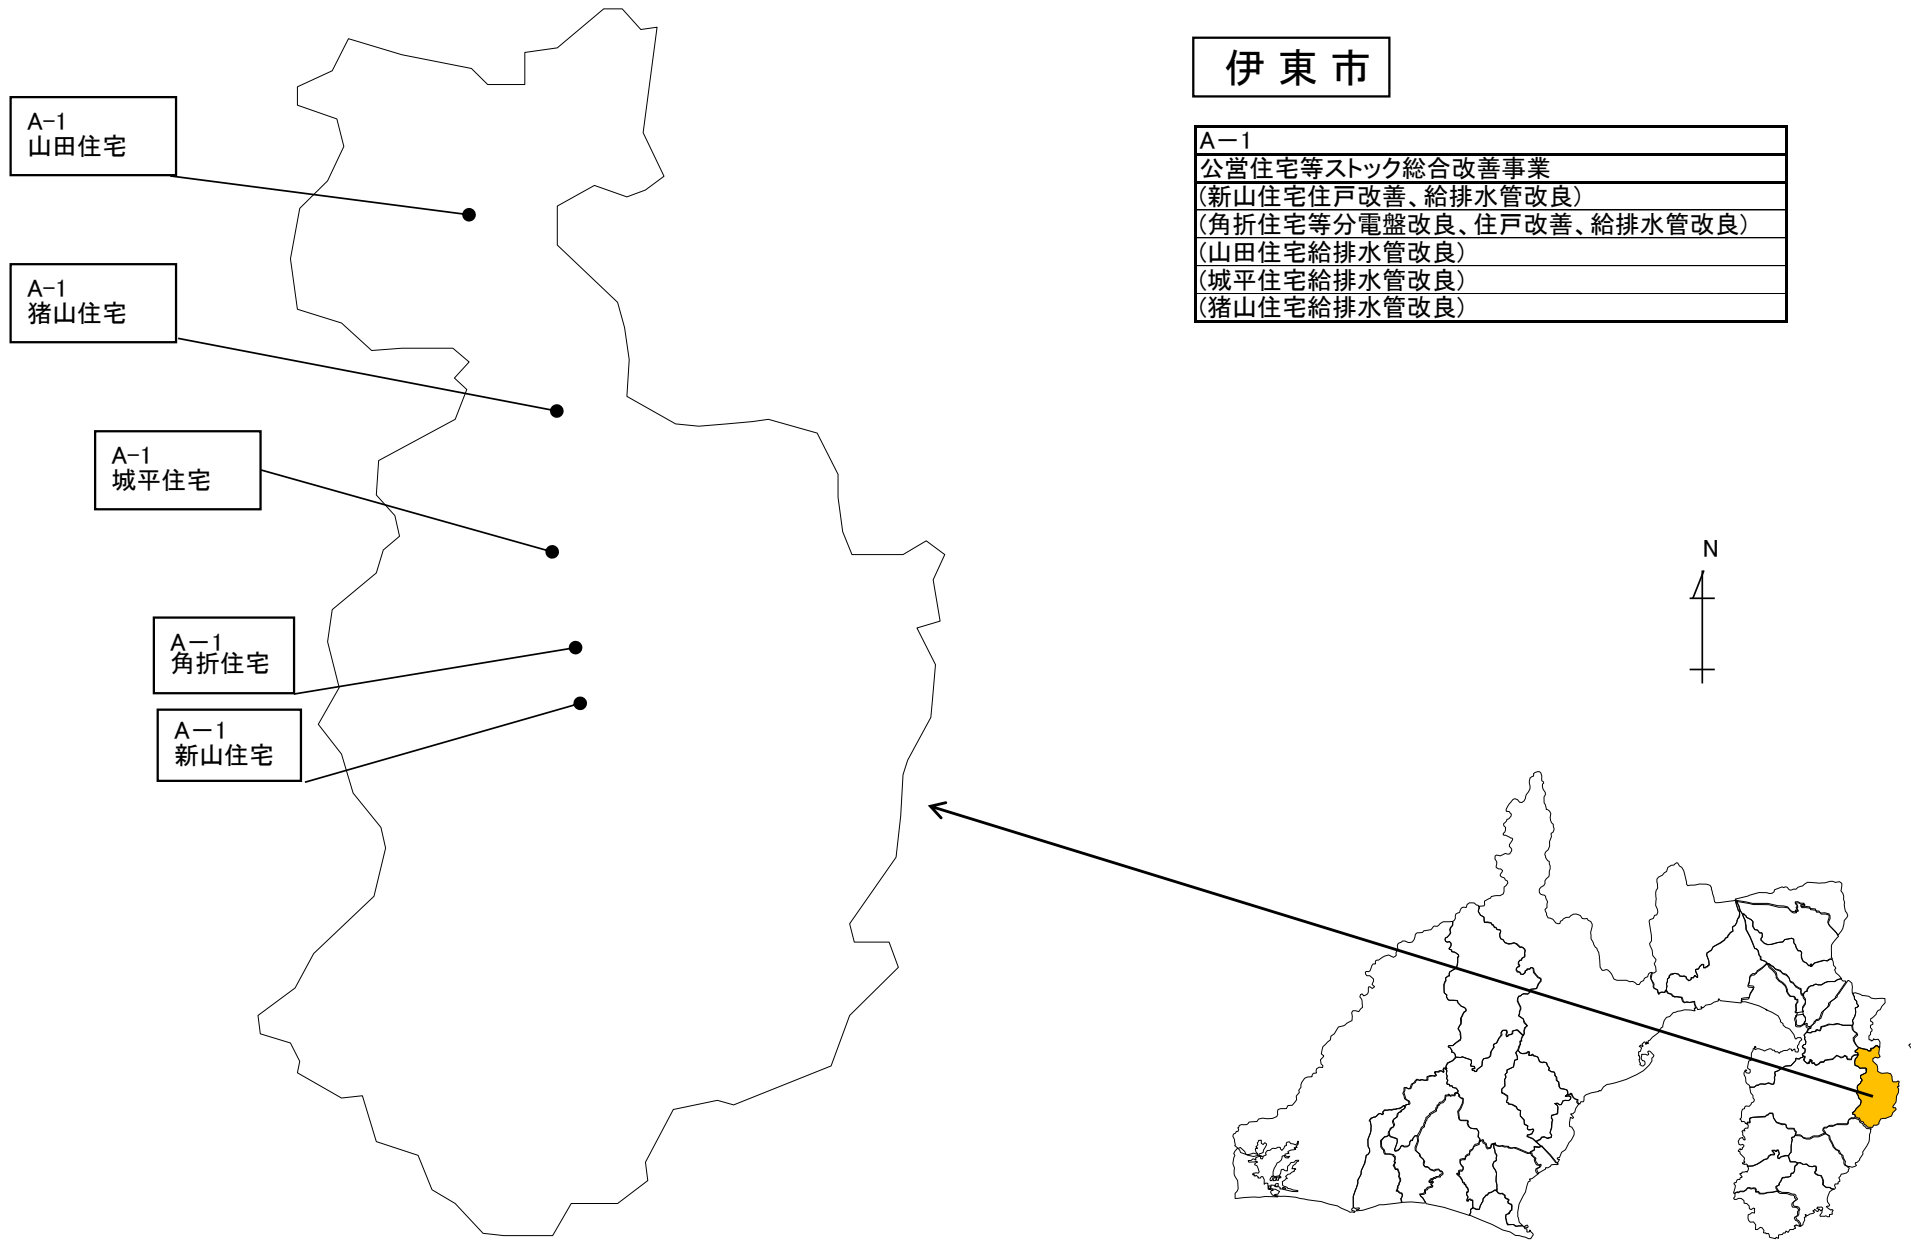 伊東市
A－1
公営住宅等ストック総合改善事業
(新山住宅住戸改善、給排水管改良)
(角折住宅等分電盤改良、住戸改善、給排水管改良)
(山田住宅給排水管改良)
(城平住宅給排水管改良)
(猪山住宅給排水管改良)
A-1
山田住宅
A-1
猪山住宅
A-1
城平住宅
A－1
角折住宅
A－1
新山住宅
N